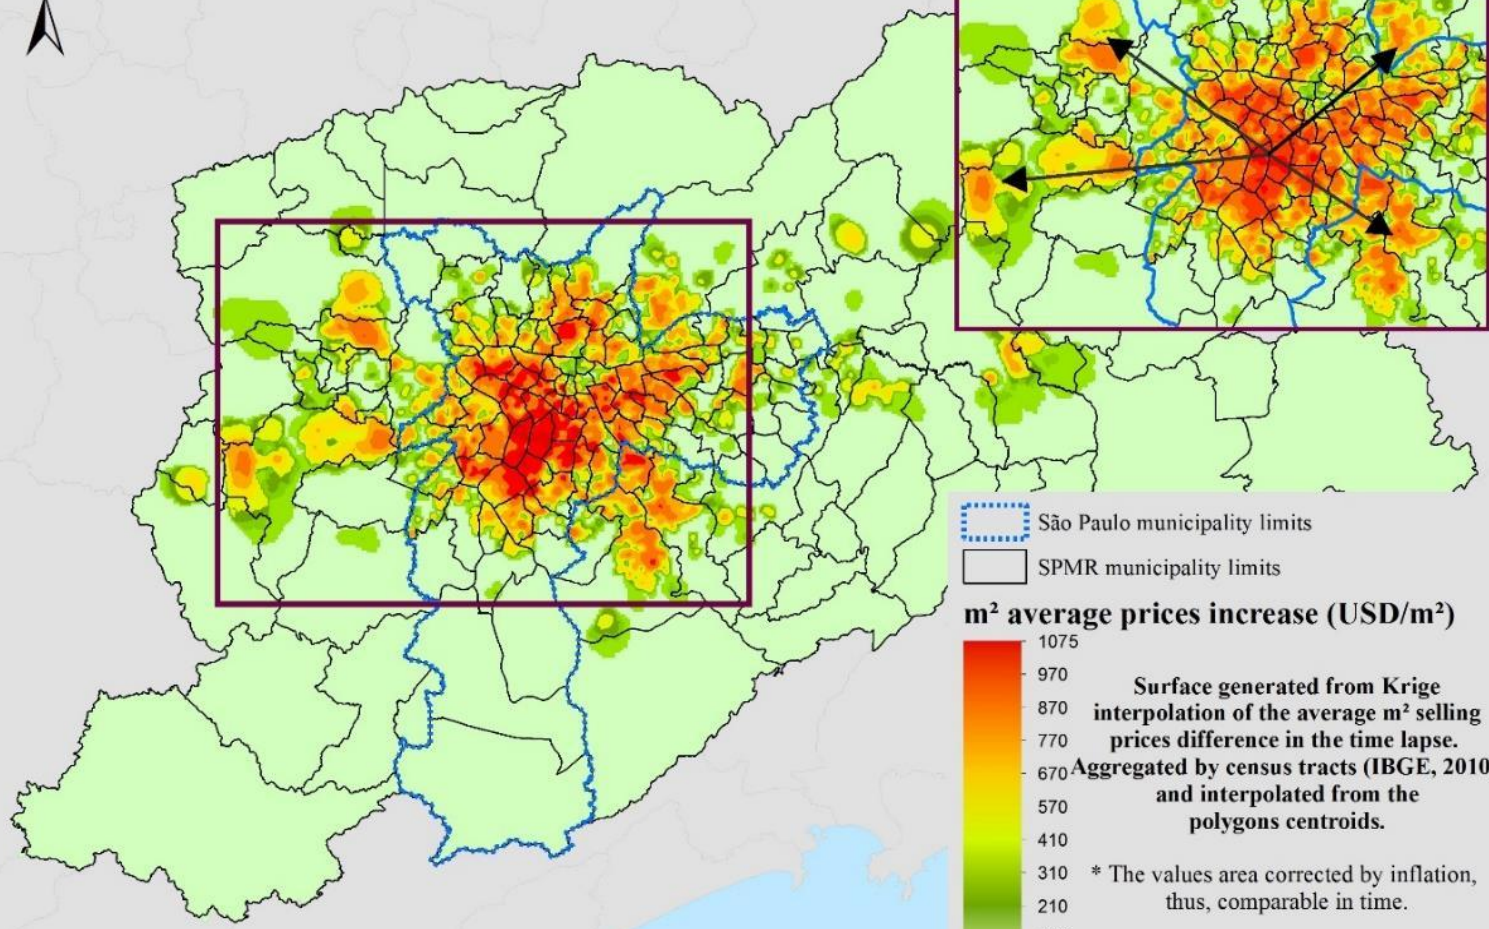 São Paulo municipality limits
SPMR municipality limits
m² average prices increase (USD/m²)
1075
970
870
770
670
570
410
310
210
Surface generated from Krige
interpolation of the average m² selling
prices difference in the time lapse.
Aggregated by census tracts (IBGE, 2010
and interpolated from the
polygons centroids.
* The values area corrected by inflation,
thus, comparable in time.